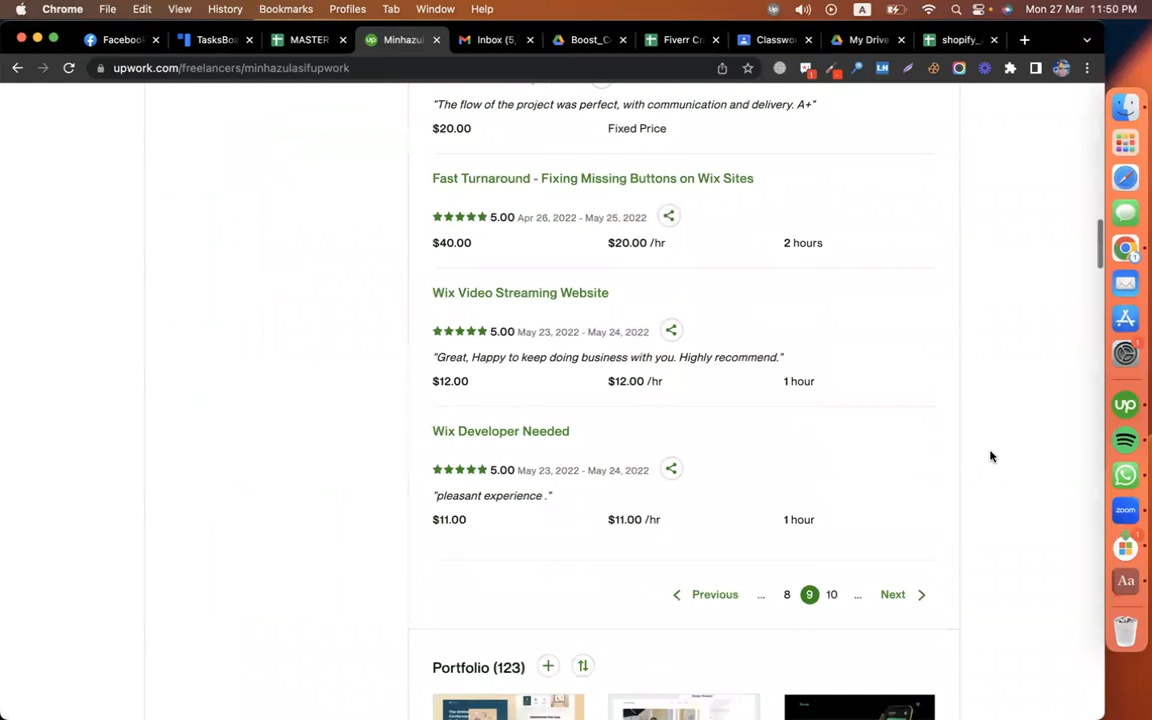 Chrome File Edit View History Bookmarks Profiles Tab Window Help A Mon 27 Mar 11:50 PM
Faceboo TasksBoa MASTER Minhazul Inbox (5, Boost_C Fiverr Cr Classwo My Drive shopify_
upwork.com/freelancers/minhazulasifupwork
"The flow of the project was perfect, with communication and delivery. A+"
$20.00 Fixed Price
Fast Turnaround - Fixing Missing Buttons on Wix Sites
5.00 Apr 26, 2022 - May 25, 2022
$40.00 $20.00 /hr 2 hours
Wix Video Streaming Website
5.00 May 23, 2022 - May 24, 2022
"Great, Happy to keep doing business with you. Highly recommend."
$12.00 $12.00 /hr 1 hour
Wix Developer Needed
5.00 May 23, 2022 - May 24, 2022
"pleasant experience ."
$11.00 $11.00 /hr 1 hour
Previous ... 8 9 10 ... Next
Portfolio (123)
up
zoom
Aa